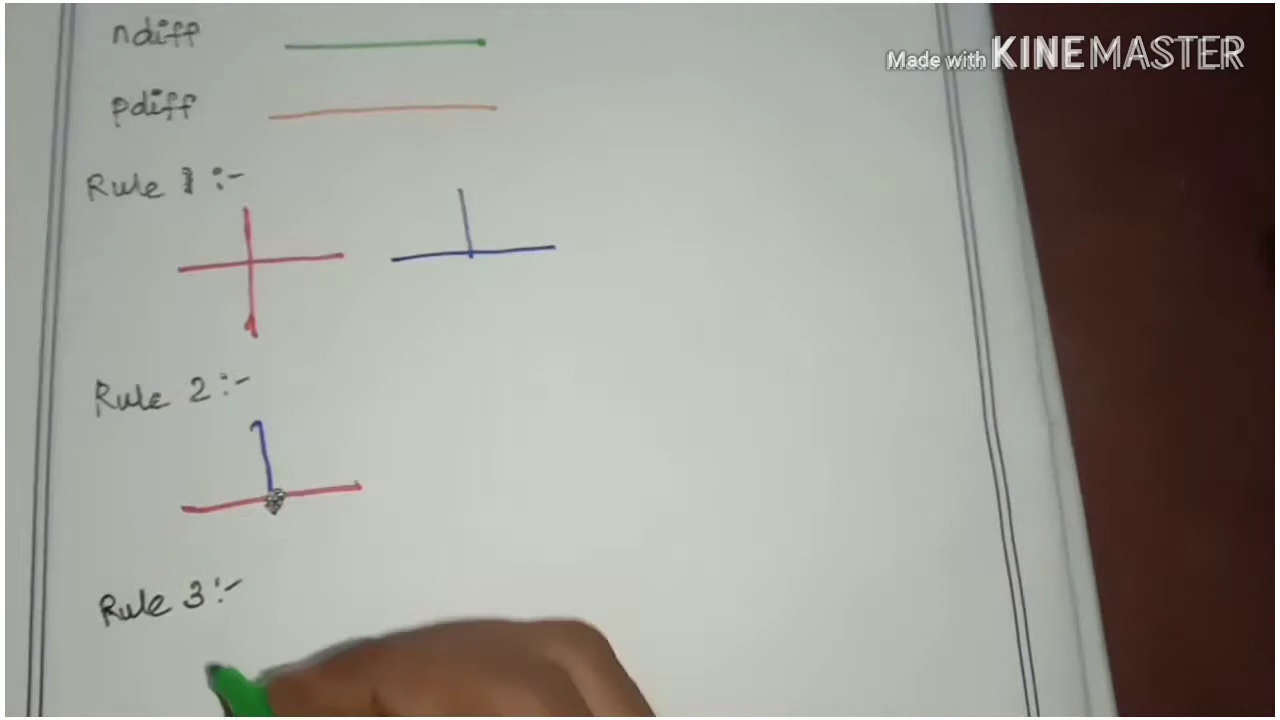 ndiff
Made with KINEMASTER
pdiff
Rule 1 :-
Rule 2 :-
Rule 3 :-